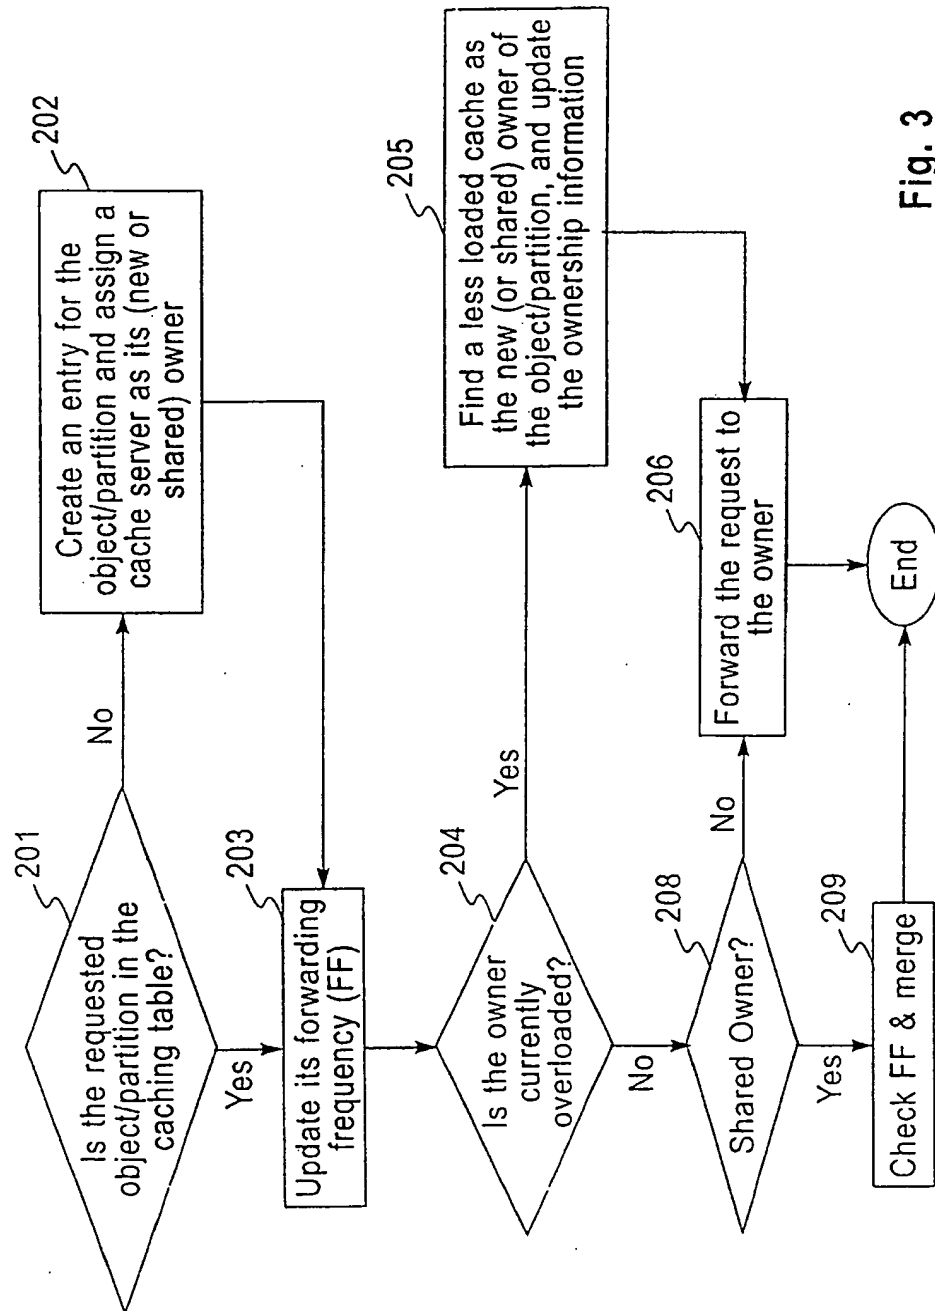 201
Is the requested
object/partition in the
caching table?
No
Yes
202
Create an entry for the
object/partition and assign a
cache server as its (new or
shared) owner
203
Update its forwarding
frequency (FF)
204
Is the owner
currently
overloaded?
Yes
No
205
Find a less loaded cache as
the new (or shared) owner of
the object/partition, and update
the ownership information
208
Shared Owner?
No
Yes
206
Forward the request to
the owner
209
Check FF & merge
End
Fig. 3